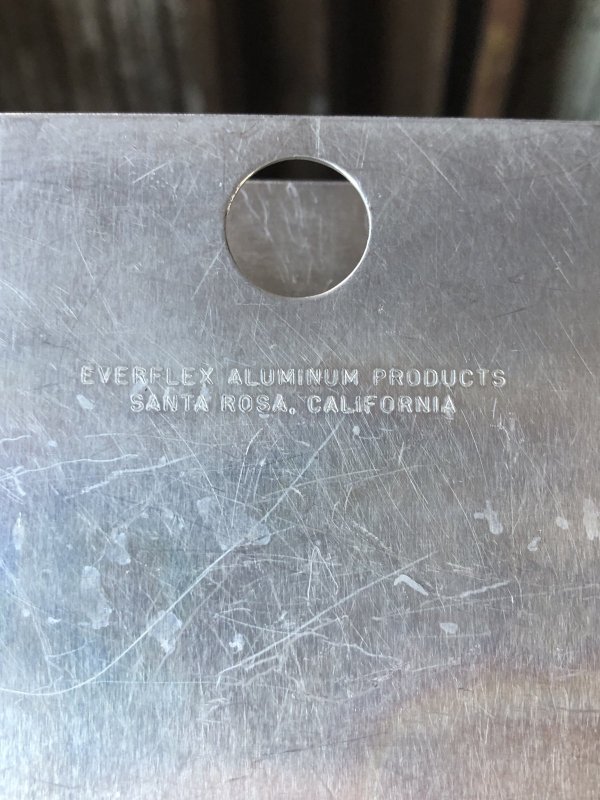 EVERFLEX ALUMINUM PRODUCTS
SANTA ROSA, CALIFORNIA